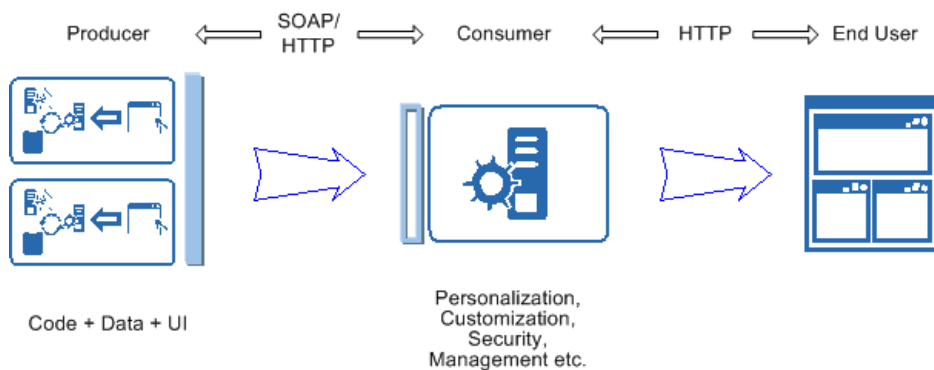 Producer
SOAP/
HTTP
Consumer
HTTP
End User
Code + Data + UI
Personalization,
Customization,
Security,
Management etc.